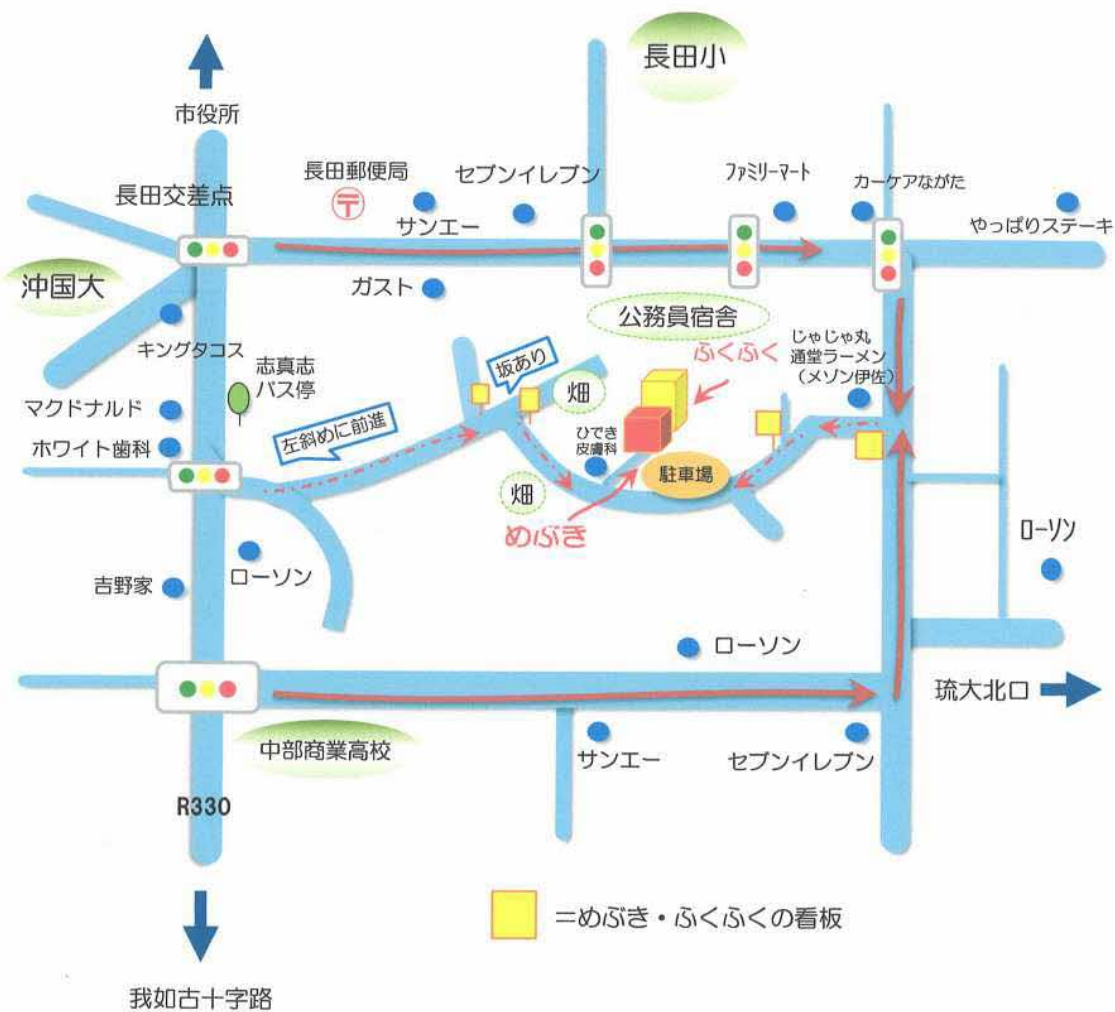 長田小
市役所
長田交差点
長田郵便局
〒
サンエー
セブンイレブン
ファミリーマート
カーケアながた
やっぱりステーキ
沖国大
ガスト
公務員宿舎
キングタコス
志真志
バス停
坂あり
畑
ふくふく
じゃじゃ丸
通堂ラーメン
（メゾン伊佐）
マクドナルド
ホワイト歯科
左斜めに前進
ひでき
皮膚科
駐車場
畑
めぶき
ローソン
吉野家
ローソン
ローソン
琉大北口
中部商業高校
サンエー
セブンイレブン
R330
＝めぶき・ふくふくの看板
我如古十字路